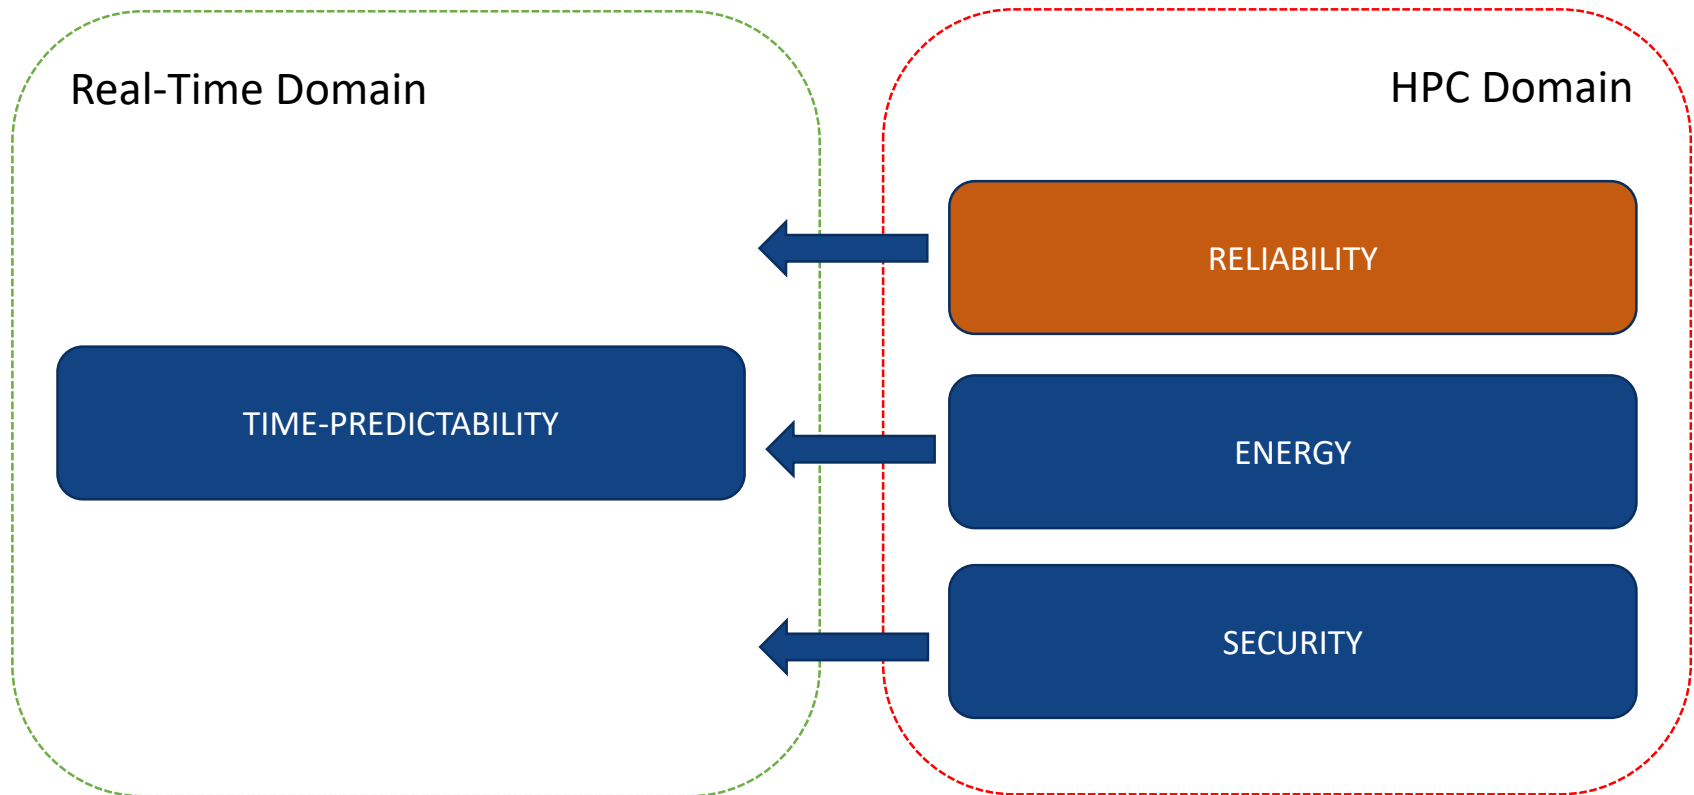 Real-Time Domain
HPC Domain
RELIABILITY
TIME-PREDICTABILITY
ENERGY
SECURITY